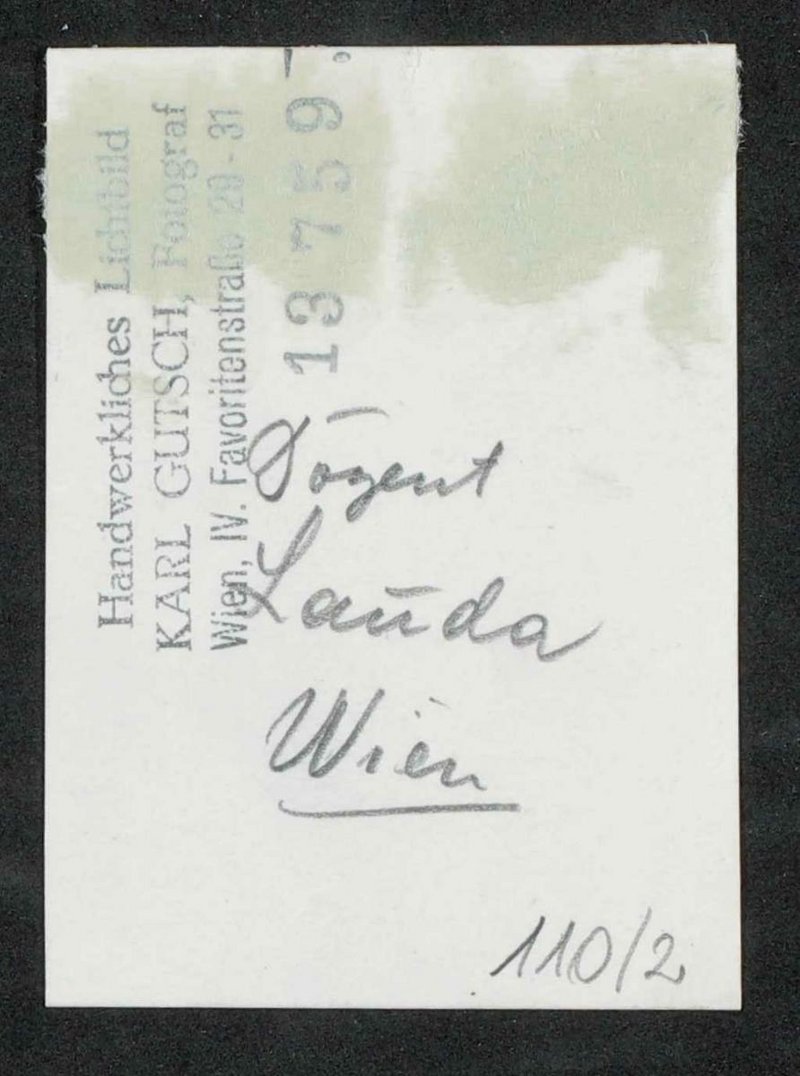 Handwerkliches Lichtbild
KARL GUTSCH, Fotograf
Wien, IV. Favoritenstraße 29-31
13759
Dozent
Lauda
Wien
110/2